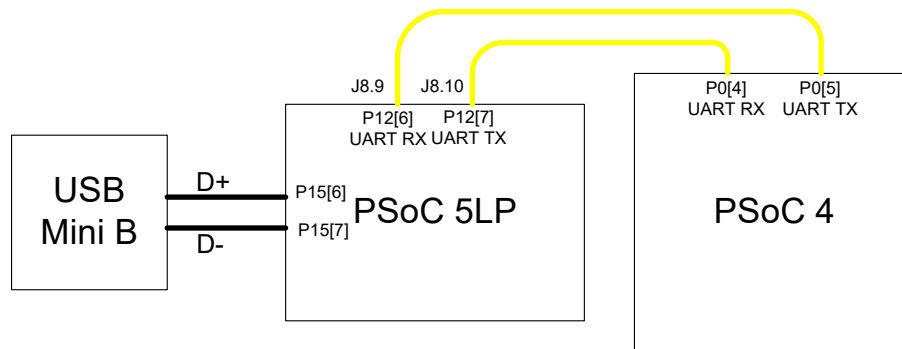 J8.9
J8.10
P12[6]
UART RX
P12[7]
UART TX
P0[4]
UART RX
P0[5]
UART TX
USB
Mini B
D+
D-
P15[6]
P15[7]
PSoC 5LP
PSoC 4